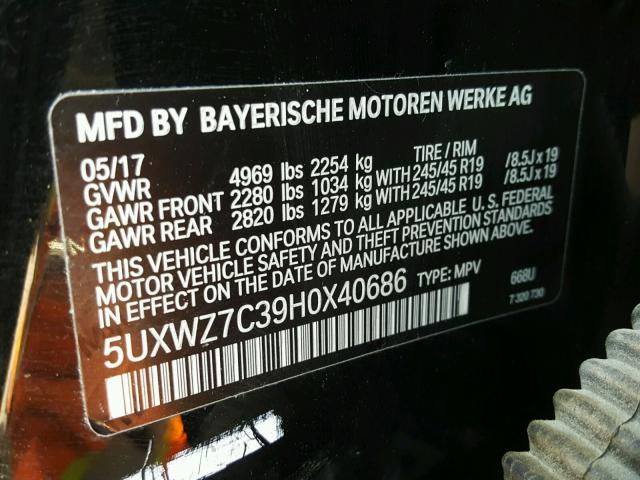 MFD BY BAYERISCHE MOTOREN WERKE AG
05/17 TIRE / RIM
GVWR 4969 lbs 2254 kg
GAWR FRONT 2280 lbs 1034 kg WITH 245/45 R19 /8.5J x 19
GAWR REAR 2820 lbs 1279 kg WITH 245/45 R19 /8.5J x 19
THIS VEHICLE CONFORMS TO ALL APPLICABLE U. S. FEDERAL
MOTOR VEHICLE SAFETY AND THEFT PREVENTION STANDARDS
IN EFFECT ON THE DATE OF MANUFACTURE SHOWN ABOVE.
5UXWZ7C39H0X40686 TYPE: MPV 668U
7 320 730